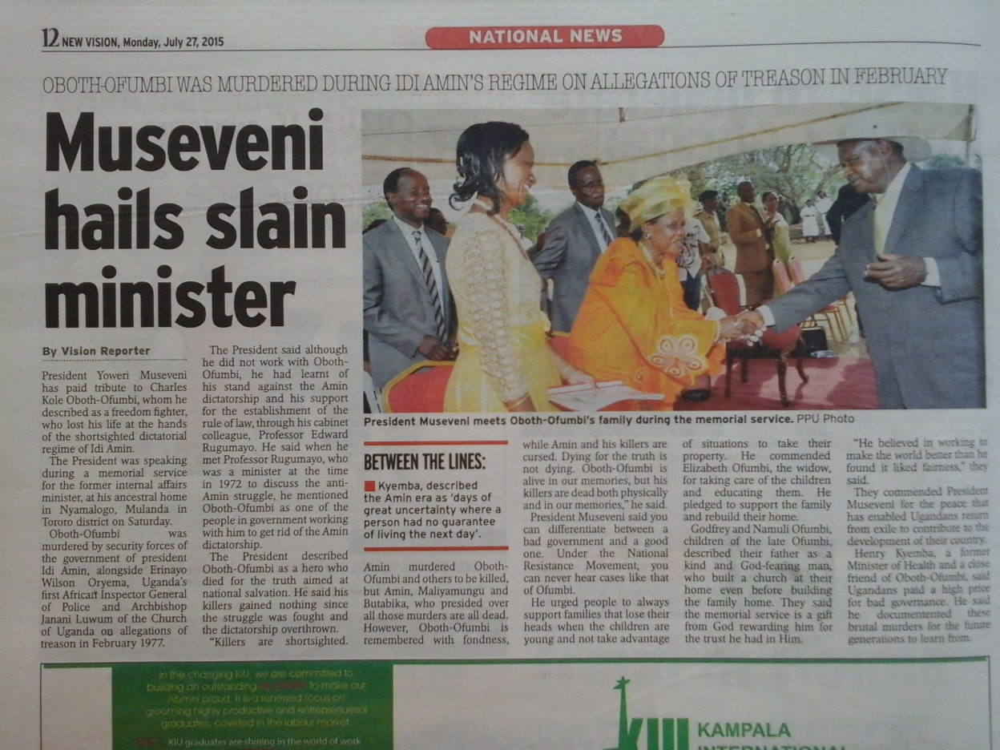 12 NEW VISION, Monday, July 27, 2015
NATIONAL NEWS
OBOTH-OFUMBI WAS MURDERED DURING IDI AMIN'S REGIME ON ALLEGATIONS OF TREASON IN FEBRUARY
Museveni
hails slain
minister
By Vision Reporter
President Yoweri Museveni
has paid tribute to Charles
Kole Oboth-Ofumbi, whom he
described as a freedom fighter,
who lost his life at the hands
of the shortsighted dictatorial
regime of Idi Amin.
The President was speaking
during a memorial service
for the former internal affairs
minister, at his ancestral home
in Nyamalogo, Mulanda in
Tororo district on Saturday.
Oboth-Ofumbi was
murdered by security forces of
the government of president
Idi Amin, alongside Erinayo
Wilson Oryema, Uganda's
first African Inspector General
of Police and Archbishop
Janani Luwum of the Church
of Uganda on allegations of
treason in February 1977.
The President said although
he did not work with Oboth-
Ofumbi, he had learnt of
his stand against the Amin
dictatorship and his support
for the establishment of the
rule of law, through his cabinet
colleague, Professor Edward
Rugumayo. He said when he
met Professor Rugumayo, who
was a minister at the time
in 1972 to discuss the anti-
Amin struggle, he mentioned
Oboth-Ofumbi as one of the
people in government working
with him to get rid of the Amin
dictatorship.
The President described
Oboth-Ofumbi as a hero who
died for the truth aimed at
national salvation. He said his
killers gained nothing since
the struggle was fought and
the dictatorship overthrown.
"Killers are shortsighted.
President Museveni meets Oboth-Ofumbi's family during the memorial service. PPU Photo
BETWEEN THE LINES:
Kyemba, described
the Amin era as 'days of
great uncertainty where a
person had no guarantee
of living the next day'.
Amin murdered Oboth-
Ofumbi and others to be killed,
but Amin, Maliyamungu and
Butabika, who presided over
all those murders are all dead.
However, Oboth-Ofumbi is
remembered with fondness,
while Amin and his killers are
cursed. Dying for the truth is
not dying. Oboth-Ofumbi is
alive in our memories, but his
killers are dead both physically
and in our memories," he said.
President Museveni said you
can differentiate between a
bad government and a good
one. Under the National
Resistance Movement, you
can never hear cases like that
of Ofumbi.
He urged people to always
support families that lose their
heads when the children are
young and not take advantage
of situations to take their
property. He commended
Elizabeth Ofumbi, the widow,
for taking care of the children
and educating them. He
pledged to support the family
and rebuild their home.
Godfrey and Namuli Ofumbi,
children of the late Ofumbi,
described their father as a
kind and God-fearing man,
who built a church at their
home even before building
the family home. They said
the memorial service is a gift
from God rewarding him for
the trust he had in Him.
"He believed in working to
make the world better than he
found it liked fairness," they
said.
They commended President
Museveni for the peace that
has enabled Ugandans return
from exile to contribute to the
development of their country.
Henry Kyemba, a former
Minister of Health and a close
friend of Oboth-Ofumbi, said
Ugandans paid a high price
for bad governance. He said
he documentented these
brutal murders for the future
generations to learn from.
In the changing KIU, we are committed to
building an outstanding to make our
Alumni proud. It is a renewed focus on
grooming highly productive and entrepreneurial
graduates, coveted in the labour market.
KIU graduates are shining in the world of work
KIU
KAMPALA
INTERNATIONAL